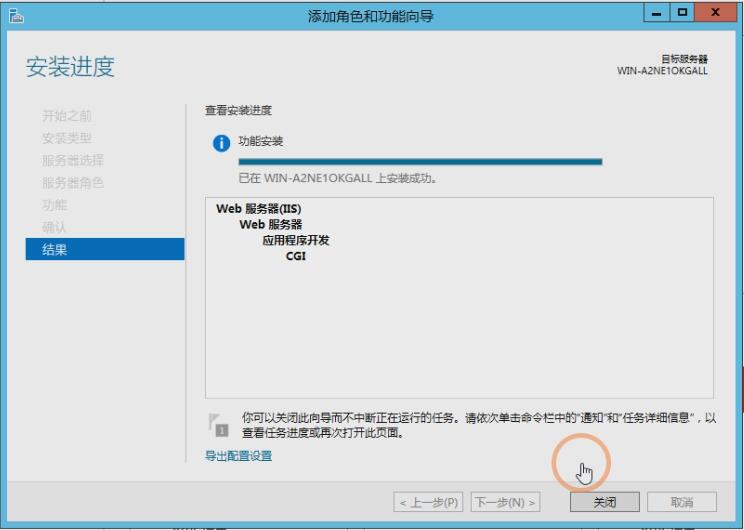 添加角色和功能向导
安装进度
目标服务器
WIN-A2NE1OKGALL
开始之前
安装类型
服务器选择
服务器角色
功能
确认
结果
查看安装进度
功能安装
已在 WIN-A2NE1OKGALL 上安装成功。
Web 服务器(IIS)
Web 服务器
应用程序开发
CGI
1
你可以关闭此向导而不中断正在运行的任务。请依次单击命令栏中的"通知"和"任务详细信息"，以
查看任务进度或再次打开此页面。
导出配置设置
< 上一步(P)
下一步(N) >
关闭
取消